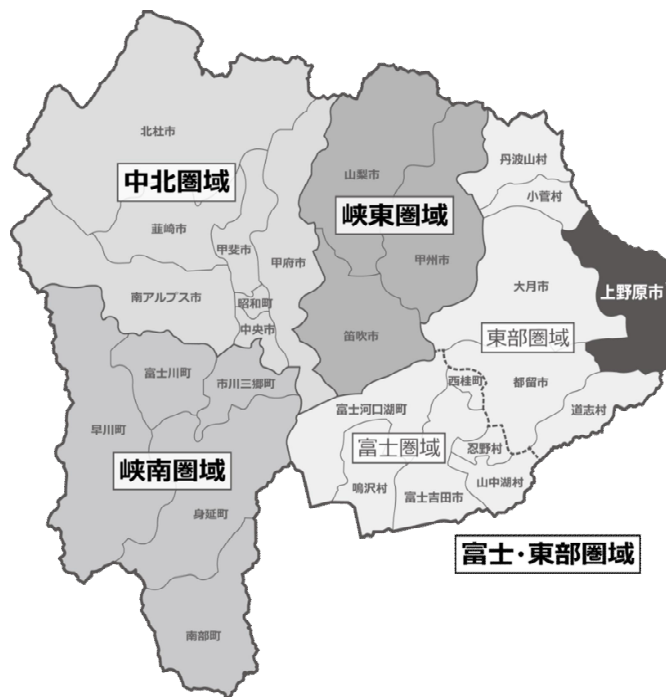 北杜市
丹波山村
山梨市
中北圏域
小菅村
峡東圏域
韮崎市
甲斐市
甲府市
甲州市
大月市
上野原市
南アルプス市
昭和町
中央市
笛吹市
東部圏域
富士川町
市川三郷町
西桂町
都留市
富士河口湖町
道志村
早川町
富士圏域
忍野村
峡南圏域
鳴沢村
富士吉田市
山中湖村
身延町
富士・東部圏域
南部町